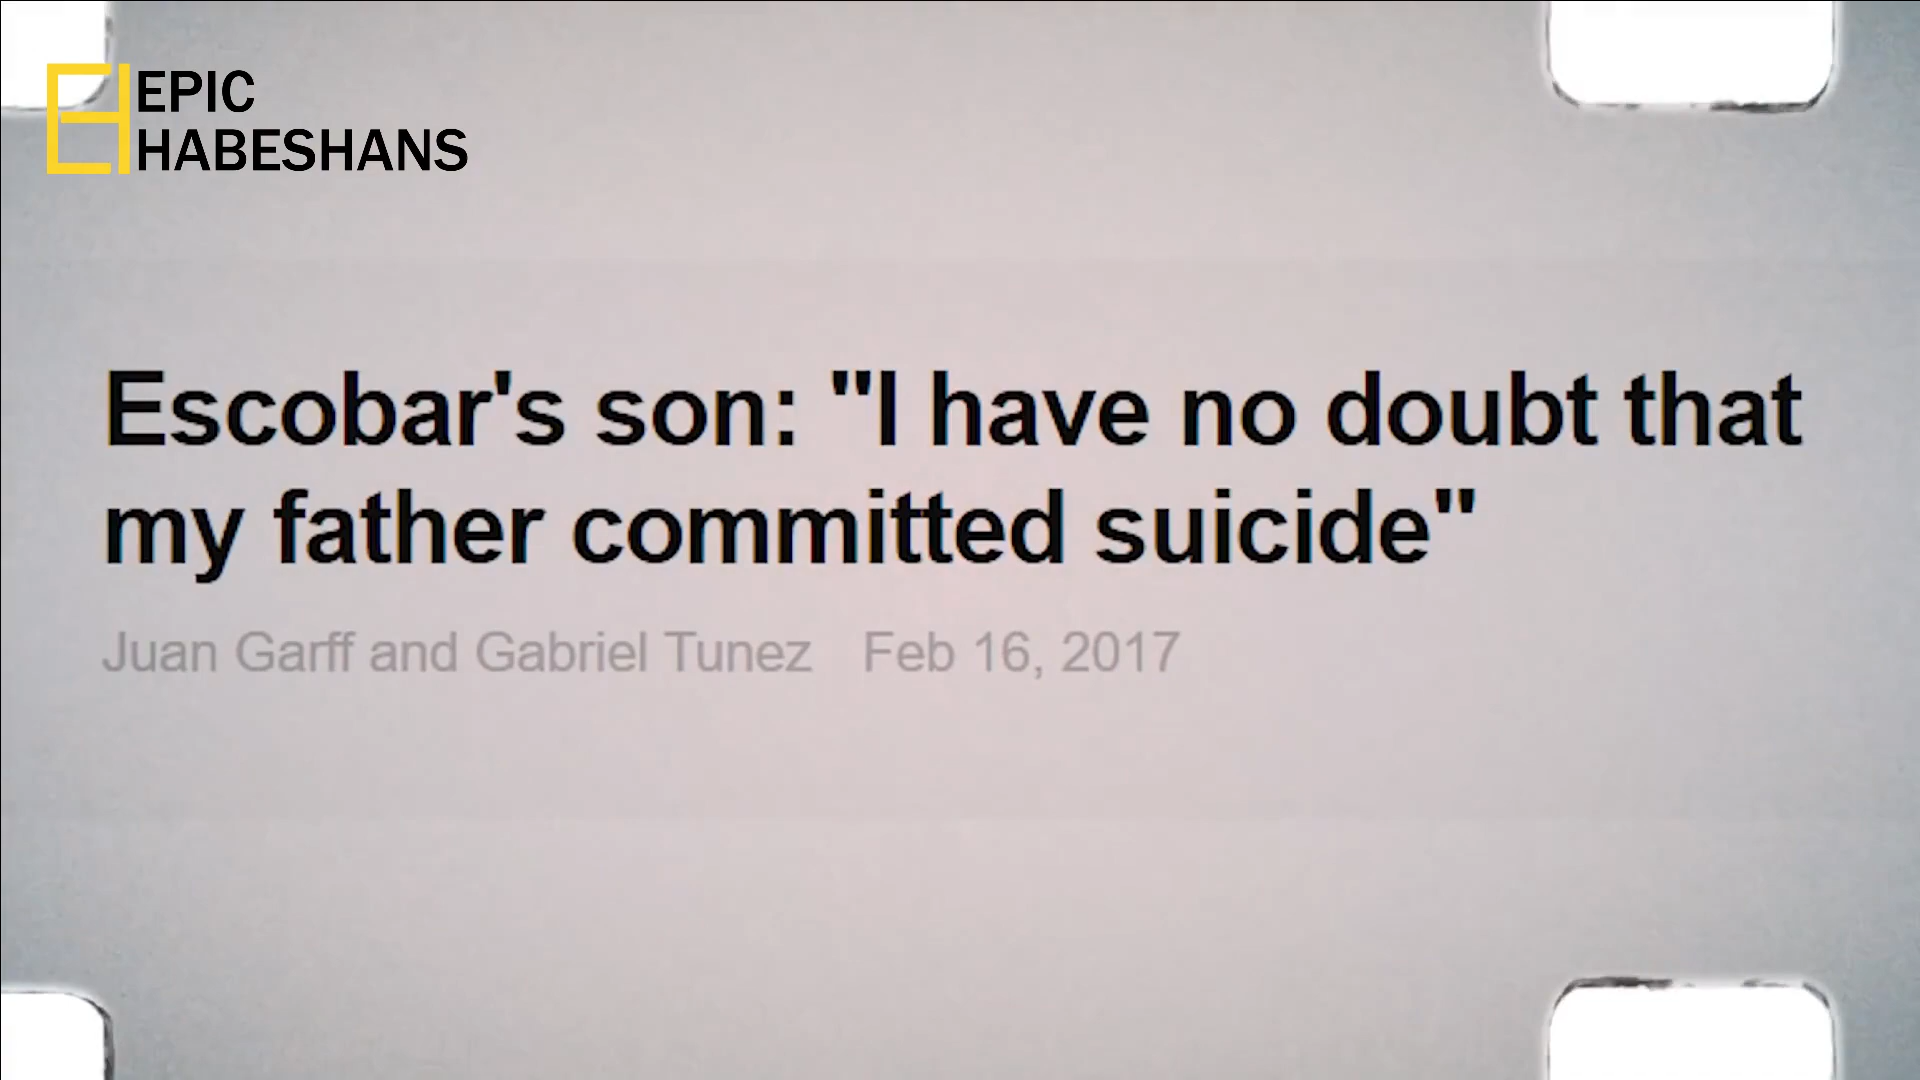 EPIC
HABESHANS
Escobar's son: "I have no doubt that
my father committed suicide"
Juan Garff and Gabriel Tunez Feb 16, 2017